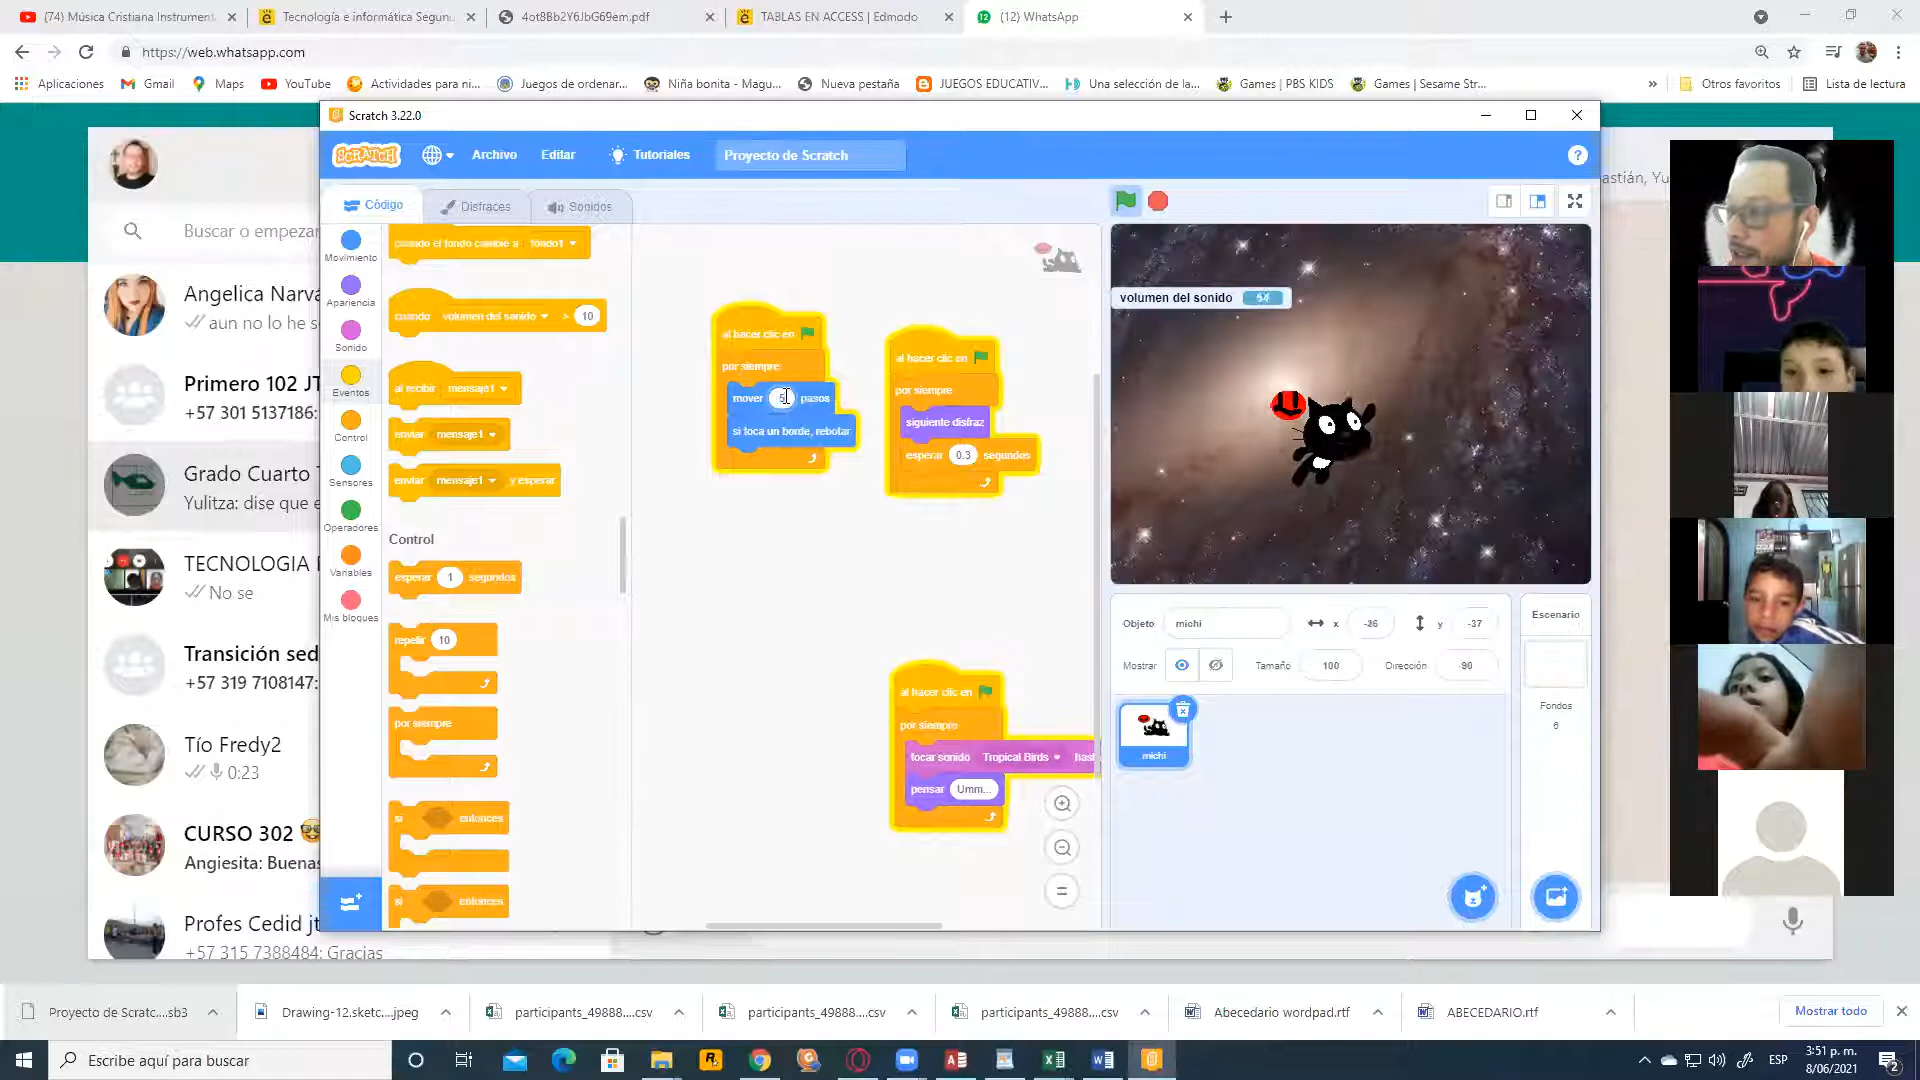 (74) Música Cristiana Instrument
Tecnología e informática Segun
4ot8Bb2Y6JbG69em.pdf
TABLAS EN ACCESS | Edmodo
(12) WhatsApp
https://web.whatsapp.com
Aplicaciones
Gmail
Maps
YouTube
Actividades para ni...
Juegos de ordenar...
Niña bonita - Magu...
Nueva pestaña
JUEGOS EDUCATIV...
Una selección de la...
Games | PBS KIDS
Games | Sesame Str...
»
Otros favoritos
Lista de lectura
Scratch 3.22.0
SCRATCH
Archivo
Editar
Tutoriales
Proyecto de Scratch
?
astián, Yu
Código
Disfraces
Sonidos
Buscar o empezar
Angelica Narvá
aun no lo he s
Primero 102 JT
+57 301 5137186:
Grado Cuarto T
Yulitza: dise que e
TECNOLOGIA
No se
Transición sed
+57 319 7108147:
Tío Fredy2
0:23
CURSO 302
Angiesita: Buenas
Profes Cedid jt
+57 315 7388484: Gracias
Movimiento
Apariencia
Sonido
Eventos
Control
Sensores
Operadores
Variables
Mis bloques
cuando el fondo cambie a fondo1
cuando volumen del sonido > 10
al recibir mensaje1
enviar mensaje1
enviar mensaje1 y esperar
Control
esperar 1 segundos
repetir 10
por siempre
si entonces
si entonces
al hacer clic en
por siempre
mover 5 pasos
si toca un borde, rebotar
al hacer clic en
por siempre
siguiente disfraz
esperar 0.3 segundos
al hacer clic en
por siempre
tocar sonido Tropical Birds hast
pensar Umm...
volumen del sonido
Objeto michi x -36 y -37
Mostrar Tamaño 100 Dirección -90
michi
Escenario
Fondos
6
Proyecto de Scratc....sb3
Drawing-12.sketc....jpeg
participants_49888....csv
participants_49888....csv
participants_49888....csv
Abecedario wordpad.rtf
ABECEDARIO.rtf
Mostrar todo
Escribe aquí para buscar
ESP
3:51 p. m.
8/06/2021
2